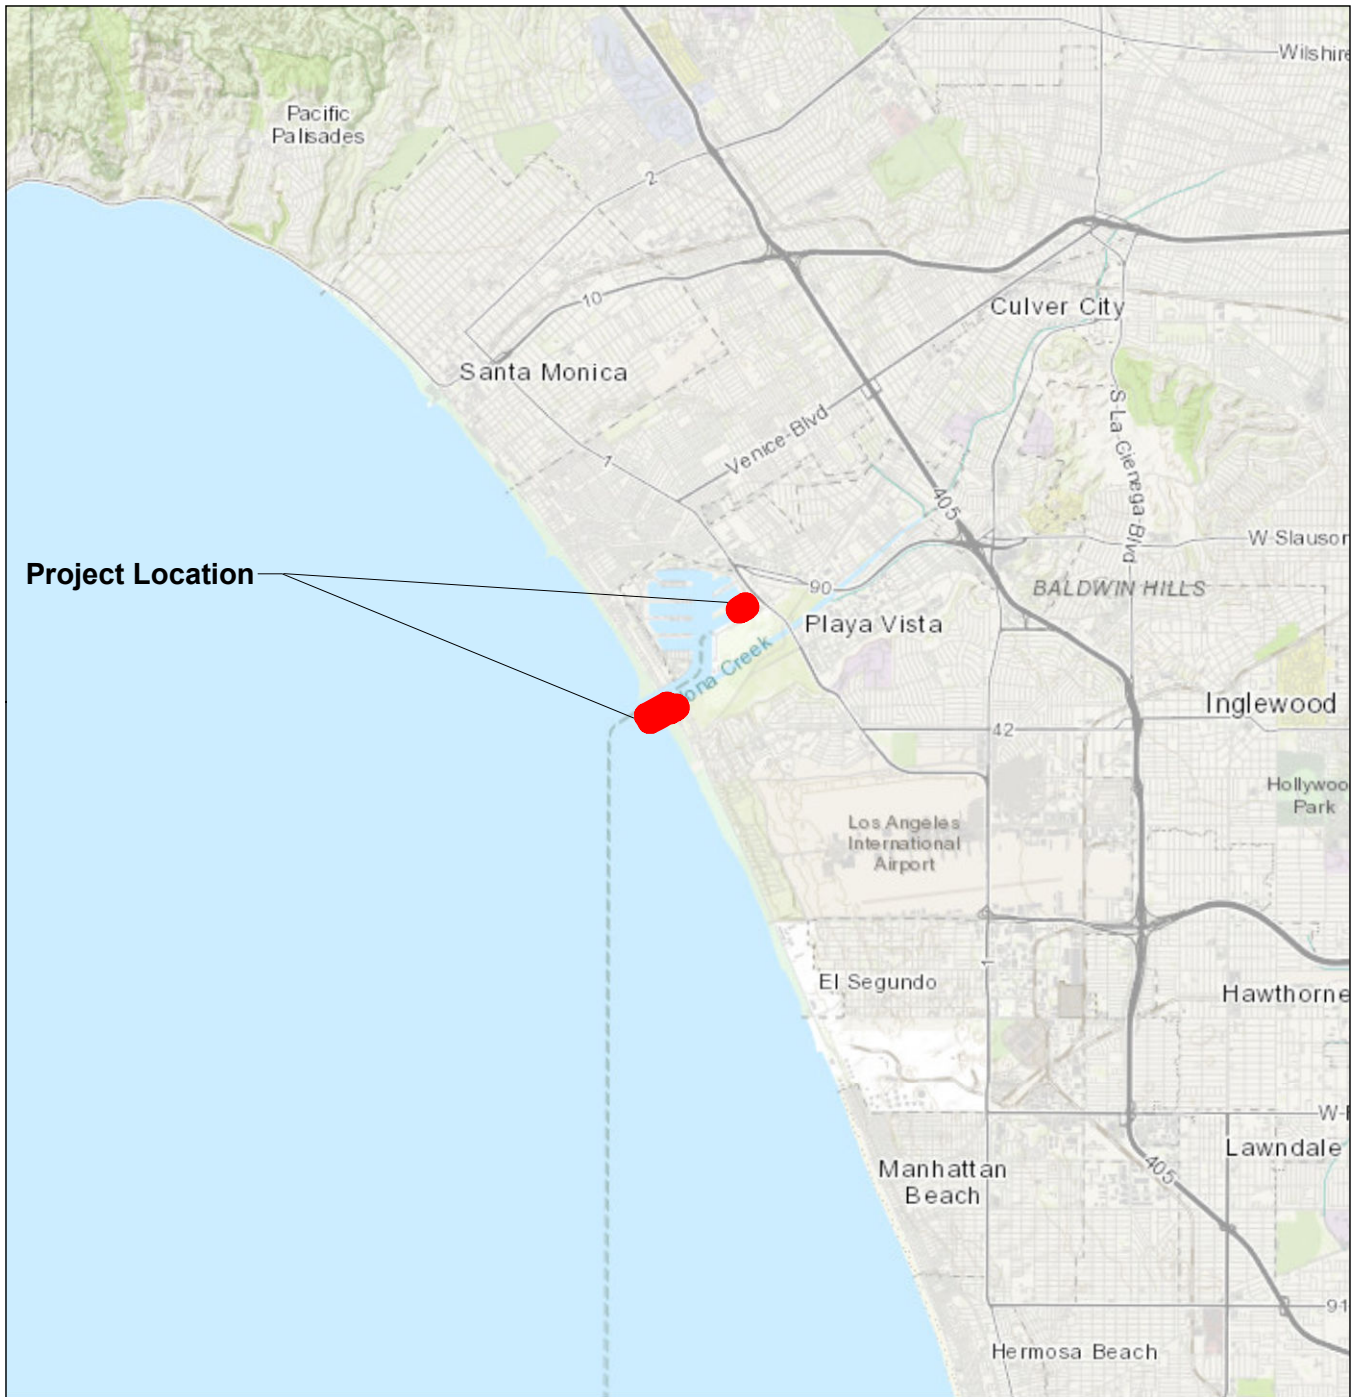 Wilshire
Pacific
Palisades
2
10
Culver City
Santa Monica
S La Cienega Blvd
Venice Blvd
1
405
W Slauson
Project Location
90
BALDWIN HILLS
Playa Vista
ona Creek
Inglewood
42
Hollywoo
Park
Los Angeles
International
Airport
1
El Segundo
Hawthorne
W
Lawndale
405
Manhattan
Beach
91
Hermosa Beach